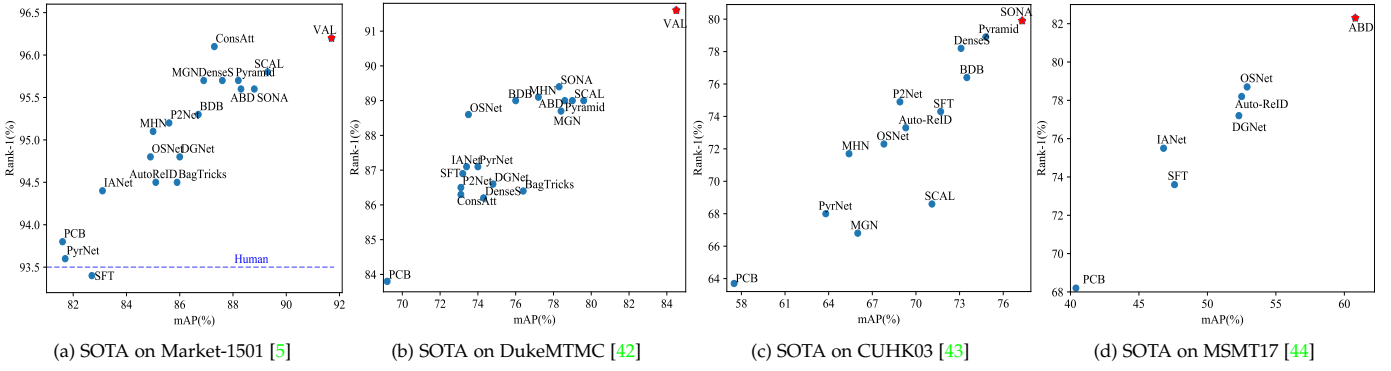 96.5
96.0
95.5
95.0
94.5
94.0
93.5
Rank-1(%)
VAL
ConsAtt
SCAL
MGN DenseS Pyramid
ABD SONA
BDB
P2Net
MHN
OSNet DGNet
AutoReID BagTricks
IANet
PCB
PyrNet
Human
SFT
82 84 86 88 90 92
mAP(%)
(a) SOTA on Market-1501 [5]
91
90
89
88
87
86
85
84
Rank-1(%)
VAL
SONA
BDB MHN SCAL
ABD Pyramid
OSNet
MGN
IANet PyrNet
SFT
P2Net DGNet
DenseS BagTricks
ConsAtt
PCB
70 72 74 76 78 80 82 84
mAP(%)
(b) SOTA on DukeMTMC [42]
80
78
76
74
72
70
68
66
64
Rank-1(%)
SONA
Pyramid
DenseS
BDB
P2Net
SFT
Auto-ReID
OSNet
MHN
SCAL
PyrNet
MGN
PCB
58 61 64 67 70 73 76
mAP(%)
(c) SOTA on CUHK03 [43]
82
80
78
76
74
72
70
68
Rank-1(%)
ABD
OSNet
Auto-ReID
DGNet
IANet
SFT
PCB
40 45 50 55 60
mAP(%)
(d) SOTA on MSMT17 [44]